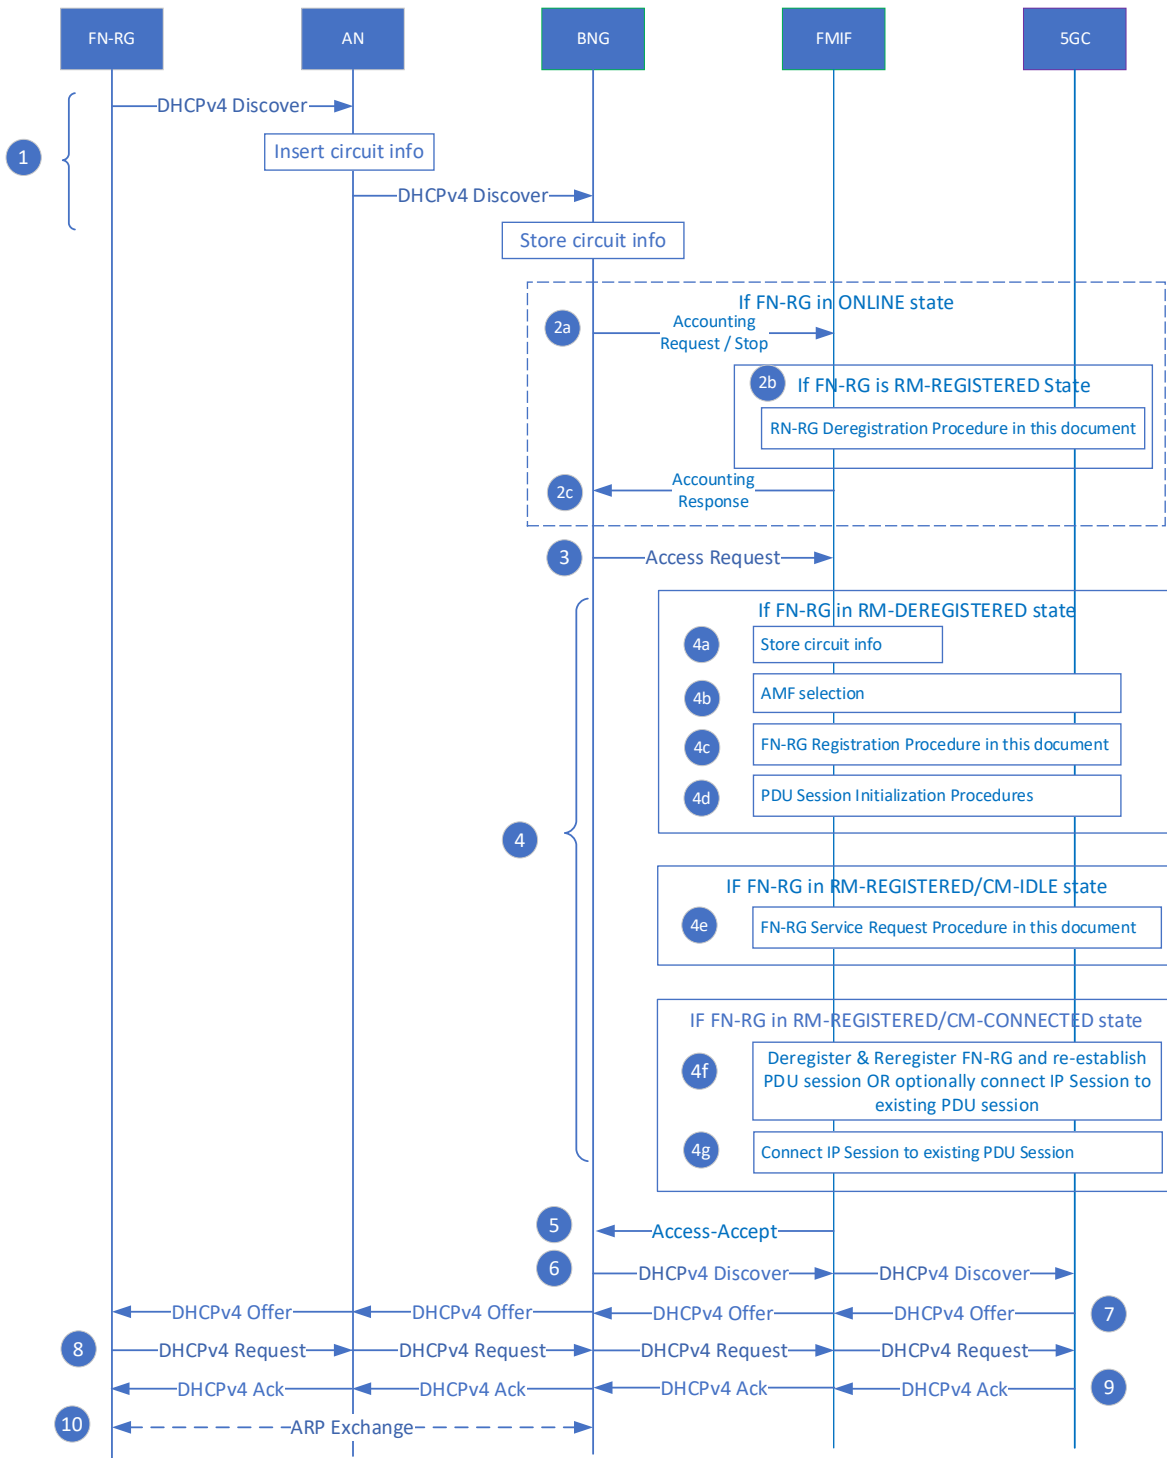 FN-RG
AN
BNG
FMIF
5GC
DHCPv4 Discover
1
Insert circuit info
DHCPv4 Discover
Store circuit info
If FN-RG in ONLINE state
2a
Accounting
Request / Stop
2b
If FN-RG is RM-REGISTERED State
RN-RG Deregistration Procedure in this document
2c
Accounting
Response
3
Access Request
If FN-RG in RM-DEREGISTERED state
4a
Store circuit info
4b
AMF selection
4c
FN-RG Registration Procedure in this document
4d
PDU Session Initialization Procedures
4
IF FN-RG in RM-REGISTERED/CM-IDLE state
4e
FN-RG Service Request Procedure in this document
IF FN-RG in RM-REGISTERED/CM-CONNECTED state
4f
Deregister & Reregister FN-RG and re-establish
PDU session OR optionally connect IP Session to
existing PDU session
4g
Connect IP Session to existing PDU Session
5
Access-Accept
6
DHCPv4 Discover
DHCPv4 Discover
DHCPv4 Offer
DHCPv4 Offer
DHCPv4 Offer
DHCPv4 Offer
7
8
DHCPv4 Request
DHCPv4 Request
DHCPv4 Request
DHCPv4 Request
DHCPv4 Ack
DHCPv4 Ack
DHCPv4 Ack
DHCPv4 Ack
9
10
ARP Exchange